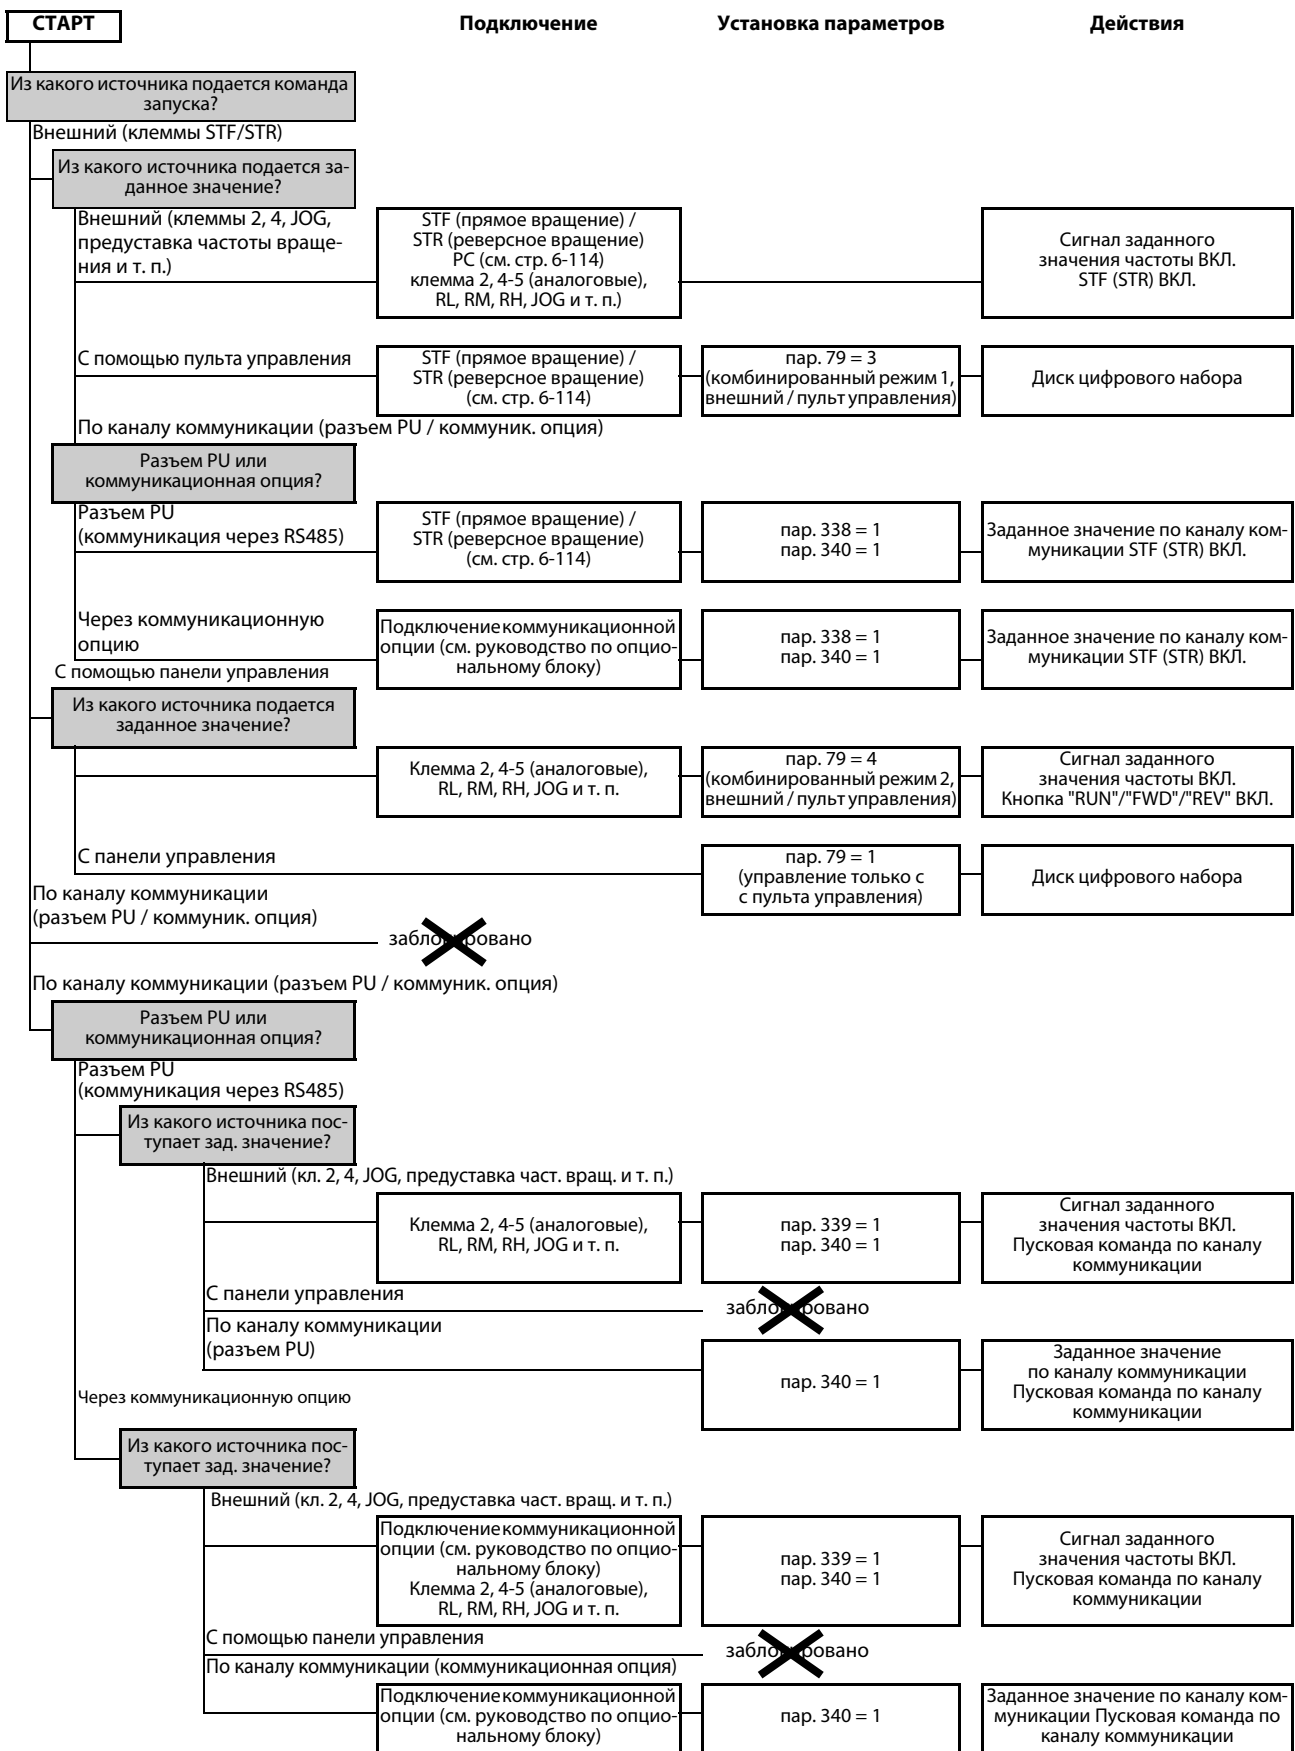 СТАРТ
Подключение
Установка параметров
Действия
Из какого источника подается команда
запуска?
Внешний (клеммы STF/STR)
Из какого источника подается за-
данное значение?
Внешний (клеммы 2, 4, JOG,
предуставка частоты враще-
ния и т. п.)
STF (прямое вращение) /
STR (реверсное вращение)
PC (см. стр. 6-114)
клемма 2, 4-5 (аналоговые),
RL, RM, RH, JOG и т. п.)
Сигнал заданного
значения частоты ВКЛ.
STF (STR) ВКЛ.
С помощью пульта управления
STF (прямое вращение) /
STR (реверсное вращение)
(см. стр. 6-114)
пар. 79 = 3
(комбинированный режим 1,
внешний / пульт управления)
Диск цифрового набора
По каналу коммуникации (разъем PU / коммуник. опция)
Разъем PU или
коммуникационная опция?
Разъем PU
(коммуникация через RS485)
STF (прямое вращение) /
STR (реверсное вращение)
(см. стр. 6-114)
пар. 338 = 1
пар. 340 = 1
Заданное значение по каналу ком-
муникации STF (STR) ВКЛ.
Через коммуникационную
опцию
Подключение коммуникационной
опции (см. руководство по опцио-
нальному блоку)
пар. 338 = 1
пар. 340 = 1
Заданное значение по каналу ком-
муникации STF (STR) ВКЛ.
С помощью панели управления
Из какого источника подается
заданное значение?
Клемма 2, 4-5 (аналоговые),
RL, RM, RH, JOG и т. п.
пар. 79 = 4
(комбинированный режим 2,
внешний / пульт управления)
Сигнал заданного
значения частоты ВКЛ.
Кнопка "RUN"/"FWD"/"REV" ВКЛ.
С панели управления
пар. 79 = 1
(управление только с
с пульта управления)
Диск цифрового набора
По каналу коммуникации
(разъем PU / коммуник. опция)
заблокировано
По каналу коммуникации (разъем PU / коммуник. опция)
Разъем PU или
коммуникационная опция?
Разъем PU
(коммуникация через RS485)
Из какого источника пос-
тупает зад. значение?
Внешний (кл. 2, 4, JOG, предуставка част. вращ. и т. п.)
Клемма 2, 4-5 (аналоговые),
RL, RM, RH, JOG и т. п.
пар. 339 = 1
пар. 340 = 1
Сигнал заданного
значения частоты ВКЛ.
Пусковая команда по каналу
коммуникации
С панели управления
заблокировано
По каналу коммуникации
(разъем PU)
пар. 340 = 1
Заданное значение
по каналу коммуникации
Пусковая команда по каналу
коммуникации
Через коммуникационную опцию
Из какого источника пос-
тупает зад. значение?
Внешний (кл. 2, 4, JOG, предуставка част. вращ. и т. п.)
Подключение коммуникационной
опции (см. руководство по опцио-
нальному блоку)
Клемма 2, 4-5 (аналоговые),
RL, RM, RH, JOG и т. п.
пар. 339 = 1
пар. 340 = 1
Сигнал заданного
значения частоты ВКЛ.
Пусковая команда по каналу
коммуникации
С помощью панели управления
заблокировано
По каналу коммуникации (коммуникационная опция)
Подключение коммуникационной
опции (см. руководство по опцио-
нальному блоку)
пар. 340 = 1
Заданное значение по каналу ком-
муникации Пусковая команда по
каналу коммуникации